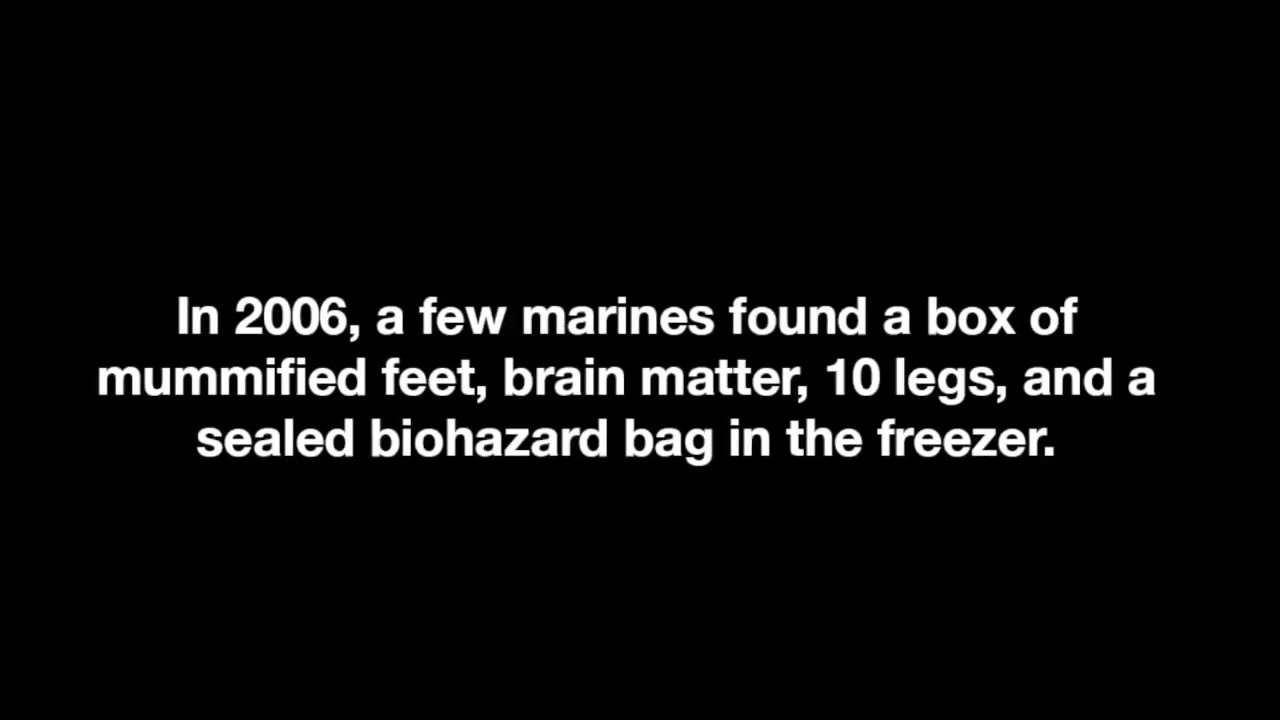 In 2006, a few marines found a box of
mummified feet, brain matter, 10 legs, and a
sealed biohazard bag in the freezer.